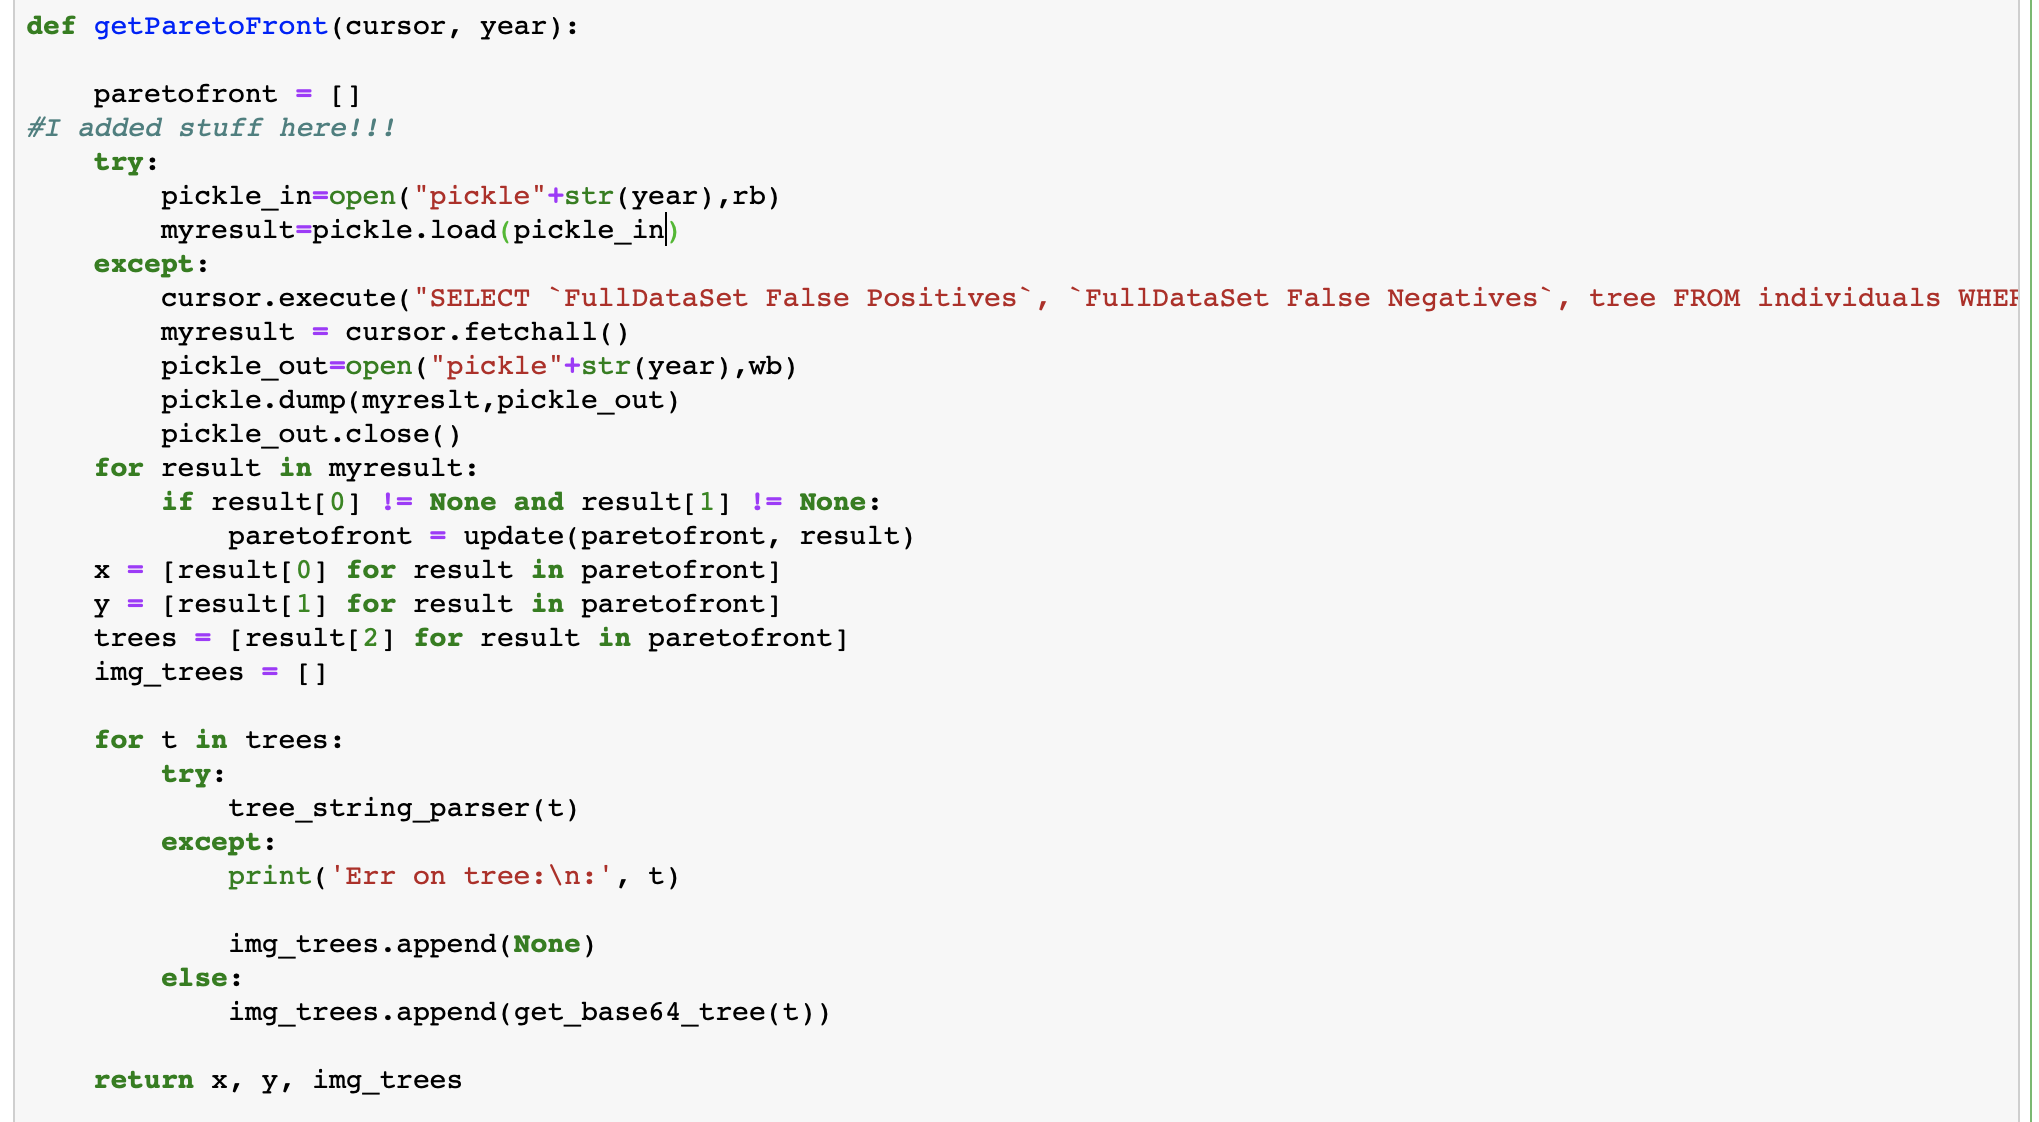 def getParetoFront(cursor, year):
    paretofront = []
#I added stuff here!!!
    try:
        pickle_in=open("pickle"+str(year),rb)
        myresult=pickle.load(pickle_in)
    except:
        cursor.execute("SELECT `FullDataSet False Positives`, `FullDataSet False Negatives`, tree FROM individuals
        myresult = cursor.fetchall()
        pickle_out=open("pickle"+str(year),wb)
        pickle.dump(myreslt,pickle_out)
        pickle_out.close()
    for result in myresult:
        if result[0] != None and result[1] != None:
            paretofront = update(paretofront, result)
    x = [result[0] for result in paretofront]
    y = [result[1] for result in paretofront]
    trees = [result[2] for result in paretofront]
    img_trees = []
    for t in trees:
        try:
            tree_string_parser(t)
        except:
            print('Err on tree:\n:', t)
            img_trees.append(None)
        else:
            img_trees.append(get_base64_tree(t))
    return x, y, img_trees